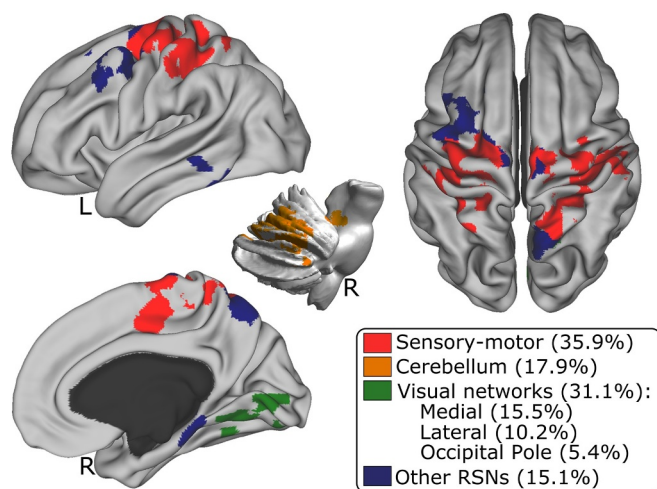 L
R
R
Sensory-motor (35.9%)
Cerebellum (17.9%)
Visual networks (31.1%):
Medial (15.5%)
Lateral (10.2%)
Occipital Pole (5.4%)
Other RSNs (15.1%)